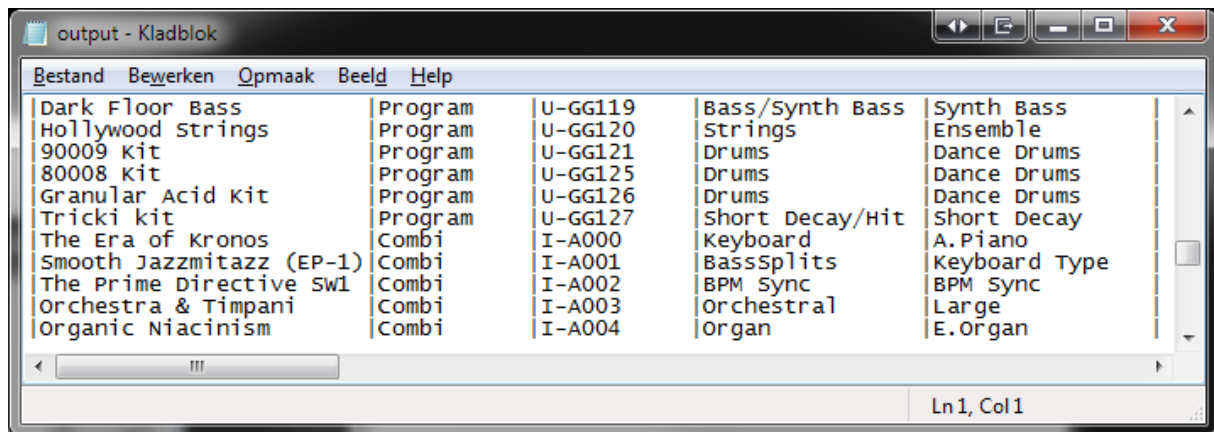 output - Kladblok
Bestand Bewerken Opmaak Beeld Help
|Dark Floor Bass |Program |U-GG119 |Bass/Synth Bass |Synth Bass |
|Hollywood Strings |Program |U-GG120 |Strings |Ensemble |
|90009 Kit |Program |U-GG121 |Drums |Dance Drums |
|80008 Kit |Program |U-GG125 |Drums |Dance Drums |
|Granular Acid Kit |Program |U-GG126 |Drums |Dance Drums |
|Tricki kit |Program |U-GG127 |Short Decay/Hit |Short Decay |
|The Era of Kronos |Combi |I-A000 |Keyboard |A.Piano |
|Smooth Jazzmitazz (EP-1)|Combi |I-A001 |BassSplits |Keyboard Type |
|The Prime Directive SW1 |Combi |I-A002 |BPM Sync |BPM Sync |
|Orchestra & Timpani |Combi |I-A003 |Orchestral |Large |
|Organic Niacinism |Combi |I-A004 |Organ |E.Organ |
Ln 1, Col 1